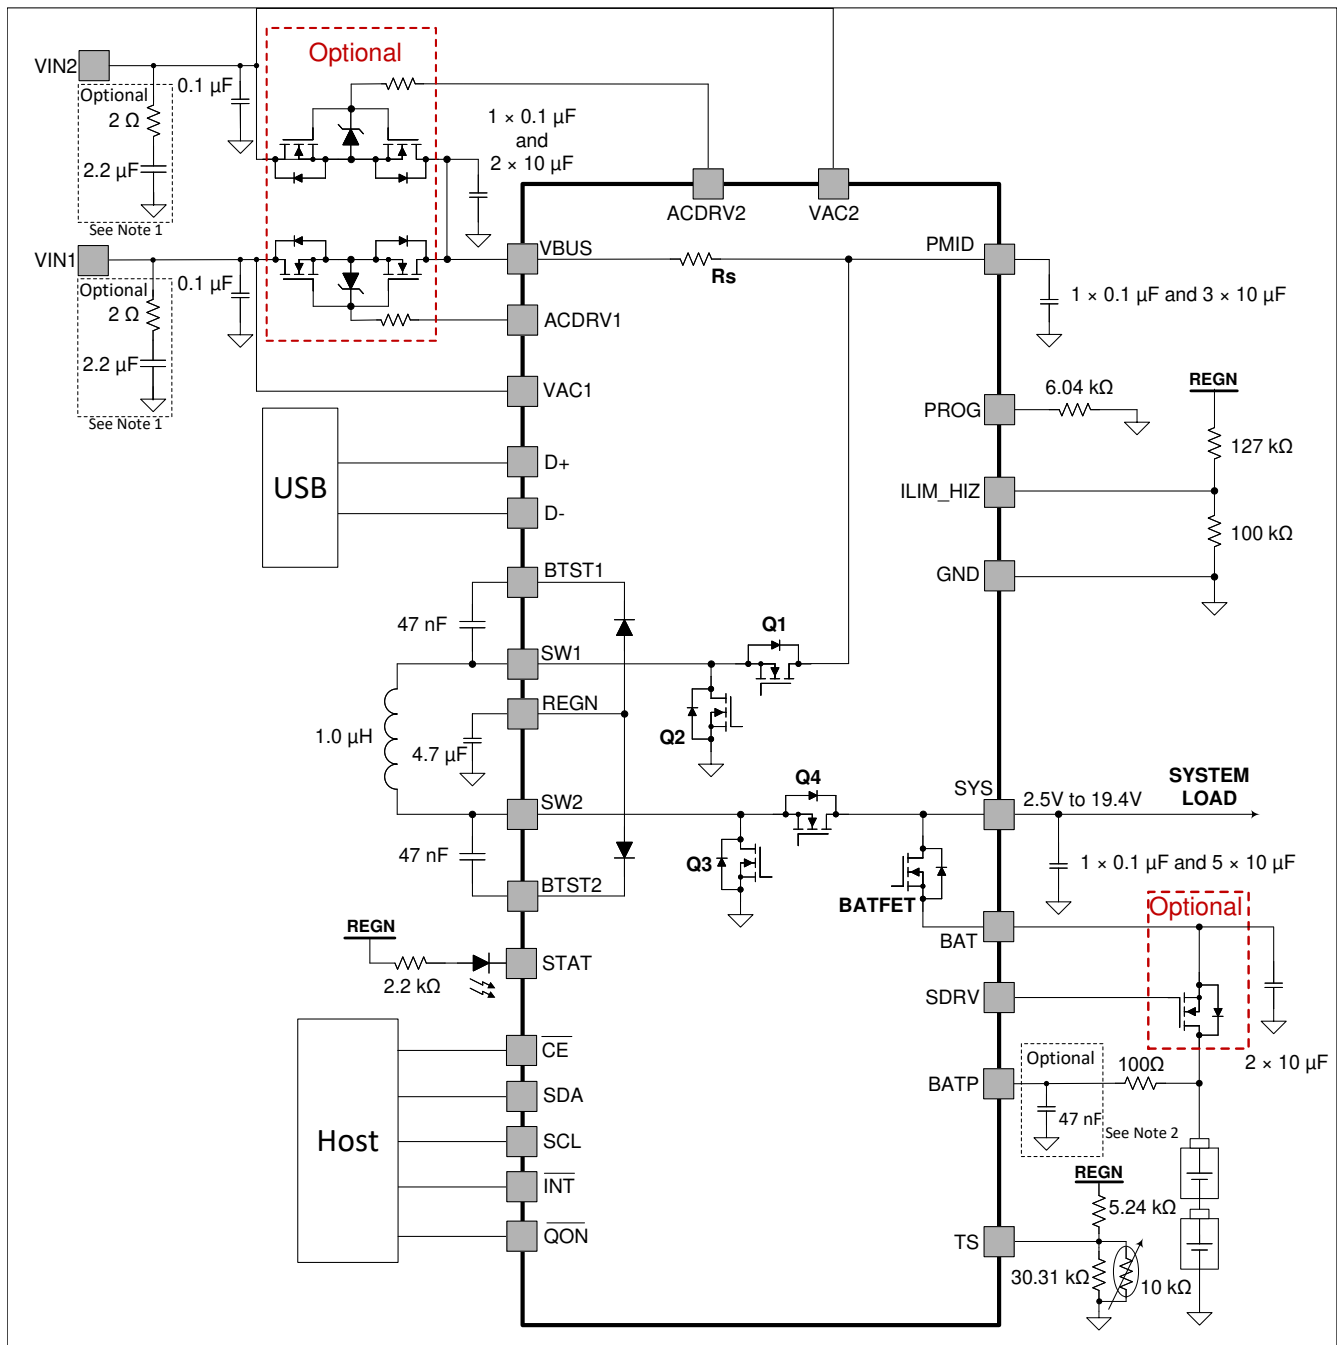 VIN2
Optional
2 Ω
2.2 µF
See Note 1
0.1 µF
Optional
1 × 0.1 µF
and
2 × 10 µF
VIN1
Optional
2 Ω
2.2 µF
See Note 1
0.1 µF
ACDRV2
VAC2
VBUS
Rs
PMID
1 × 0.1 µF and 3 × 10 µF
ACDRV1
VAC1
PROG
6.04 kΩ
REGN
127 kΩ
ILIM_HIZ
100 kΩ
GND
USB
D+
D-
BTST1
47 nF
SW1
Q1
REGN
Q2
1.0 µH
4.7 µF
SW2
Q4
SYS
2.5V to 19.4V
SYSTEM
LOAD
Q3
47 nF
BTST2
BATFET
1 × 0.1 µF and 5 × 10 µF
Optional
BAT
REGN
2.2 kΩ
STAT
SDRV
2 × 10 µF
Host
CE
SDA
SCL
INT
QON
BATP
Optional
47 nF
100Ω
See Note 2
REGN
5.24 kΩ
TS
30.31 kΩ
10 kΩ